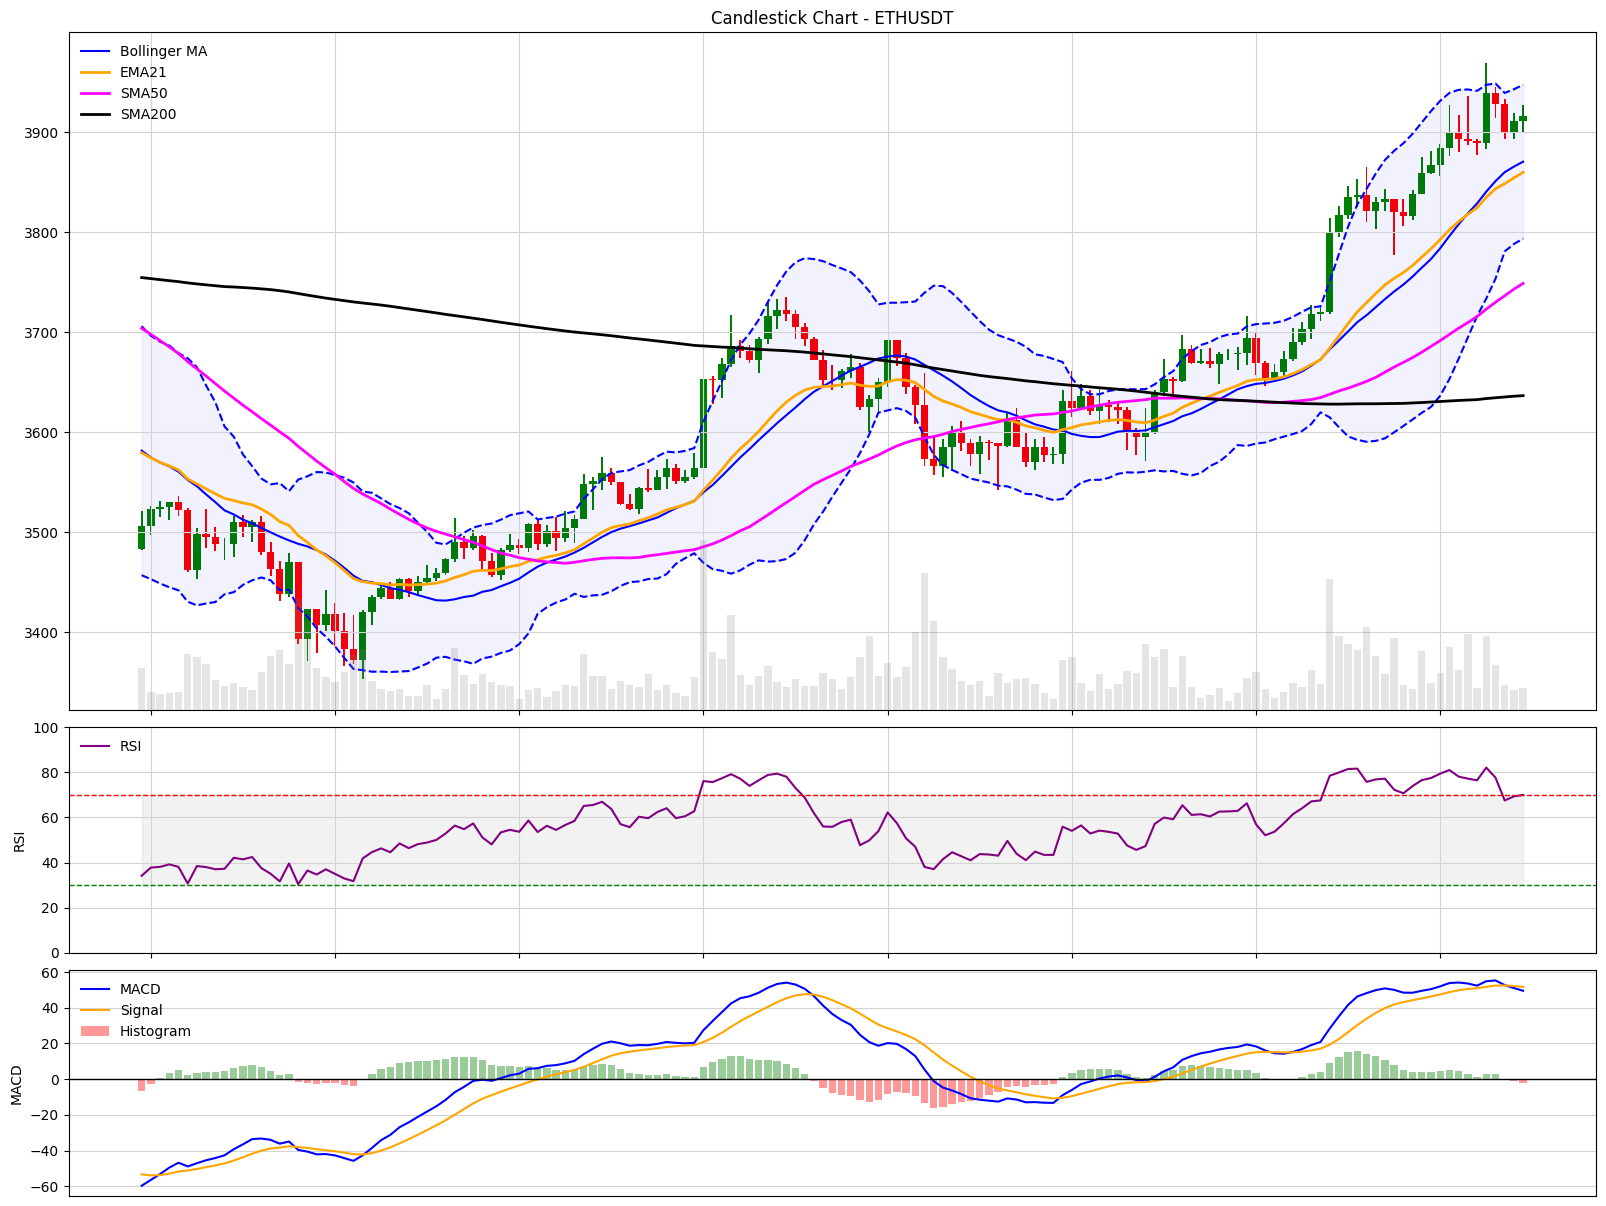 Candlestick Chart - ETHUSDT
Bollinger MA
EMA21
SMA50
SMA200
3900
3800
3700
3600
3500
3400
RSI
100
80
60
40
20
0
RSI
MACD
Signal
Histogram
60
40
20
0
−20
−40
−60
MACD